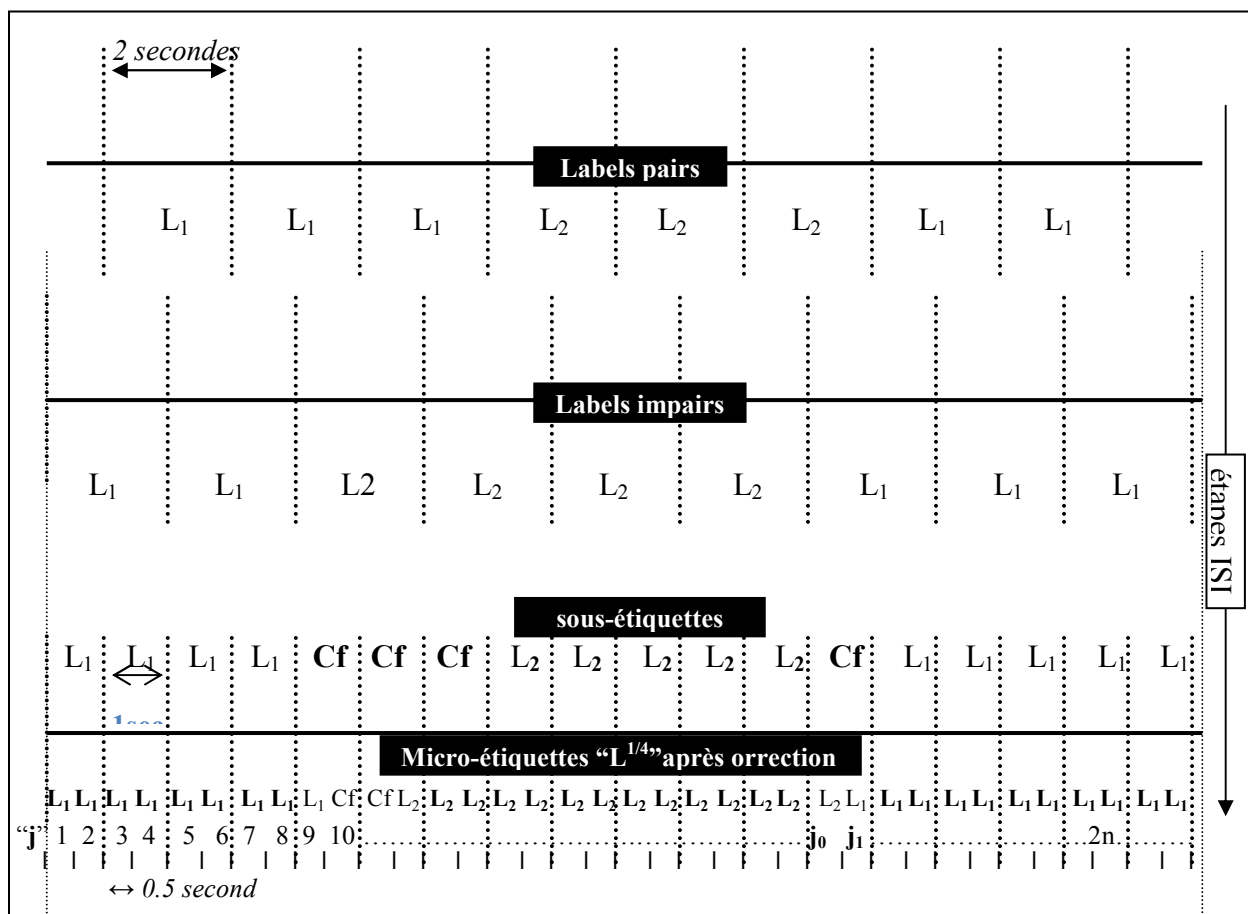 2 secondes
Labels pairs
L₁ L₁ L₁ L₂ L₂ L₂ L₁ L₁
Labels impairs
L₁ L₁ L2 L₂ L₂ L₂ L₁ L₁ L₁
étapes ISI
sous-étiquettes
L₁ L₁ L₁ L₁ Cf Cf Cf L₂ L₂ L₂ L₂ L₂ Cf L₁ L₁ L₁ L₁ L₁
Micro-étiquettes “L¹ᐟ⁴”après orrection
L₁ L₁ L₁ L₁ L₁ L₁ L₁ L₁ L₁ Cf Cf L₂ L₂ L₂ L₂ L₂ L₂ L₂ L₂ L₂ L₂ L₂ L₂ L₂ L₂ L₁ L₁ L₁ L₁ L₁ L₁ L₁ L₁ L₁ L₁ L₁
“j” 1 2 3 4 5 6 7 8 9 10 ........ j₀ j₁ ........ 2n ........
↔ 0.5 second